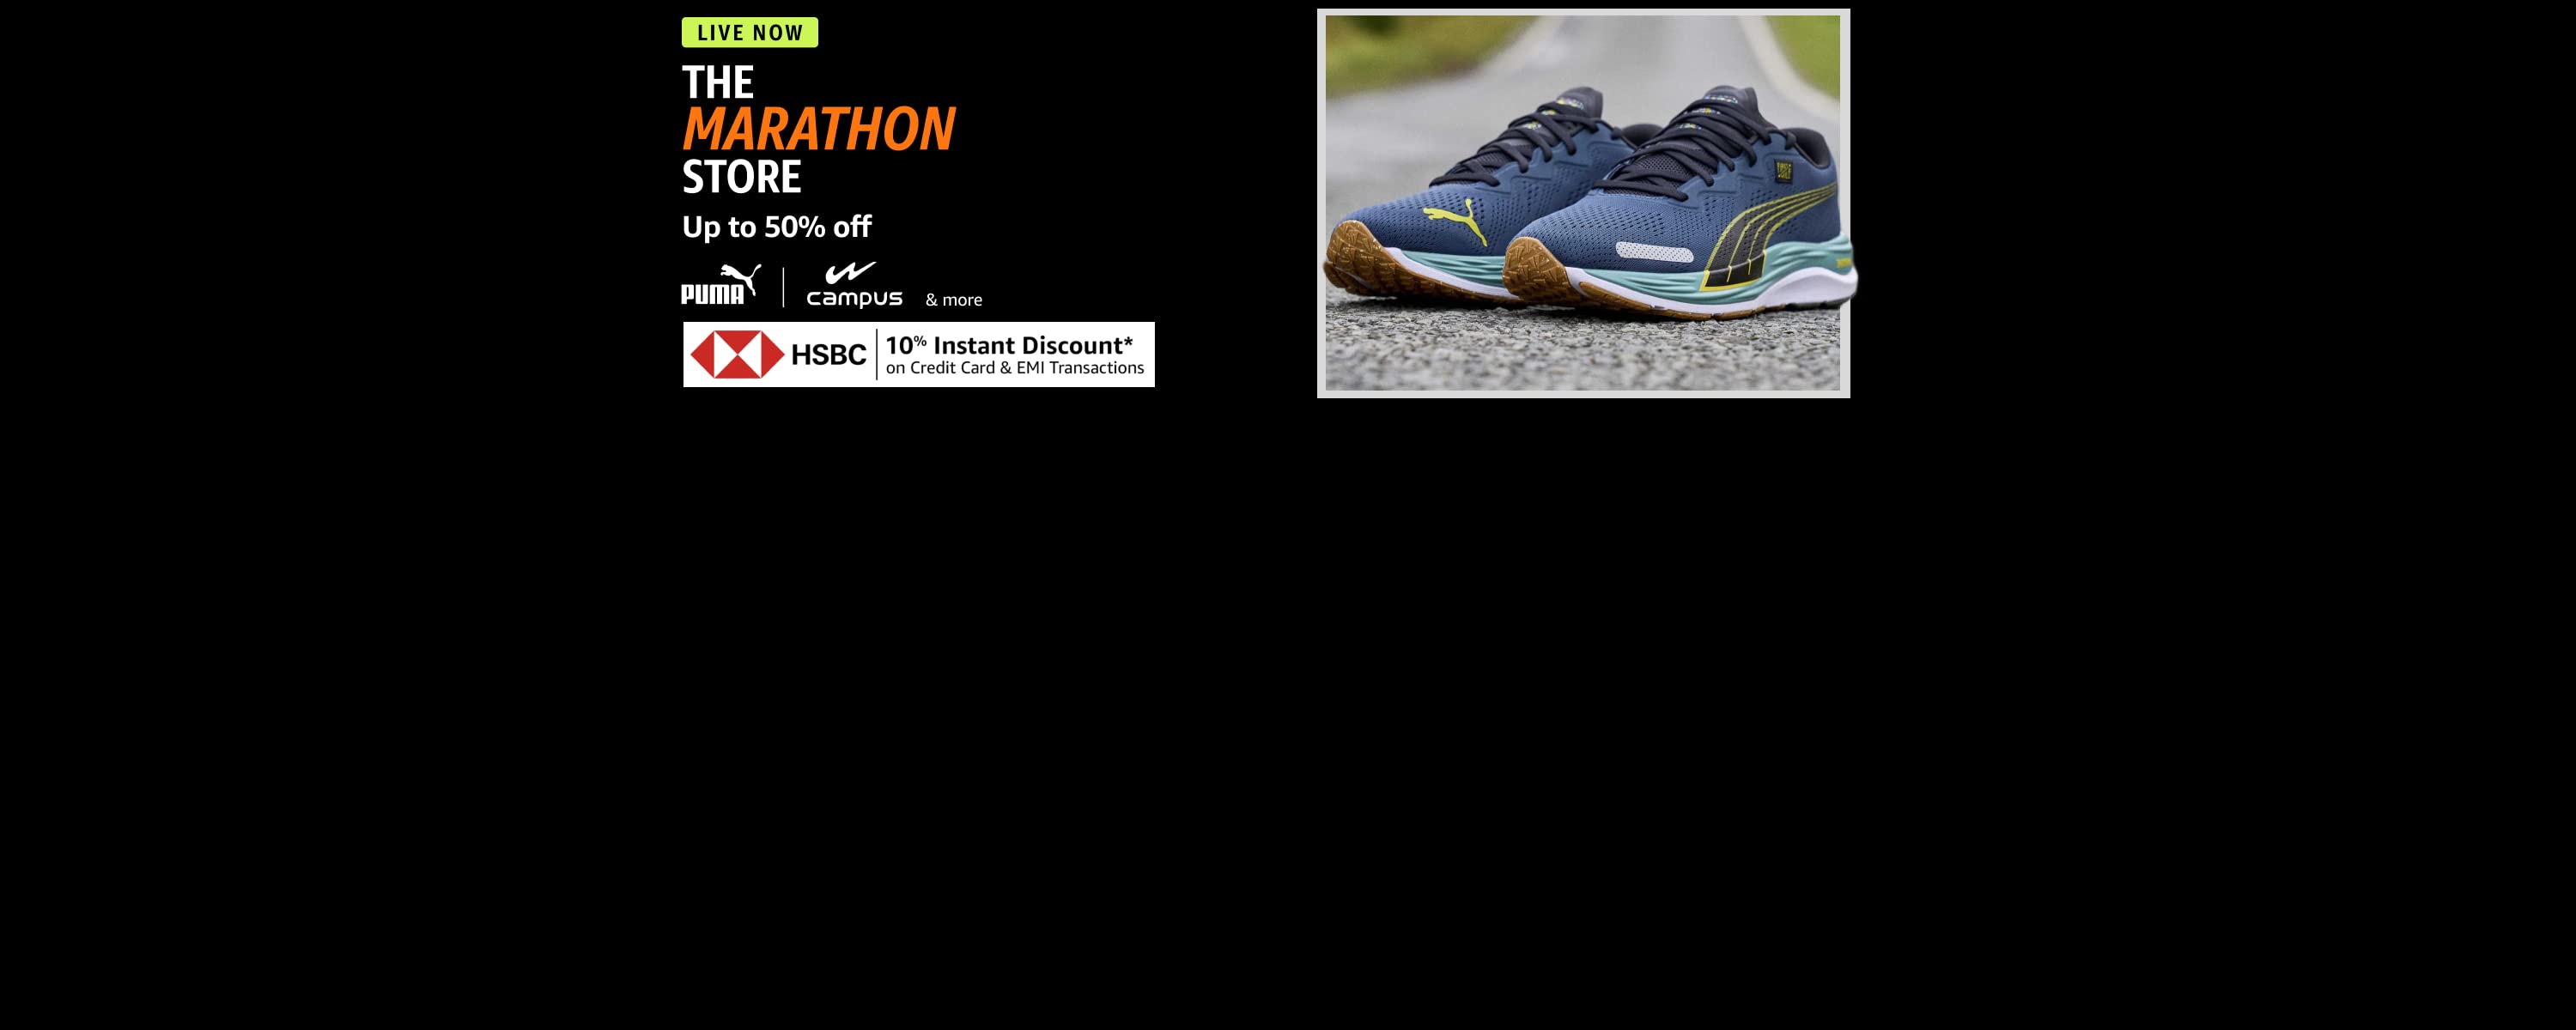 LIVE NOW
THE
MARATHON
STORE
Up to 50% off
PUMA
campus
& more
HSBC
10% Instant Discount*
on Credit Card & EMI Transactions